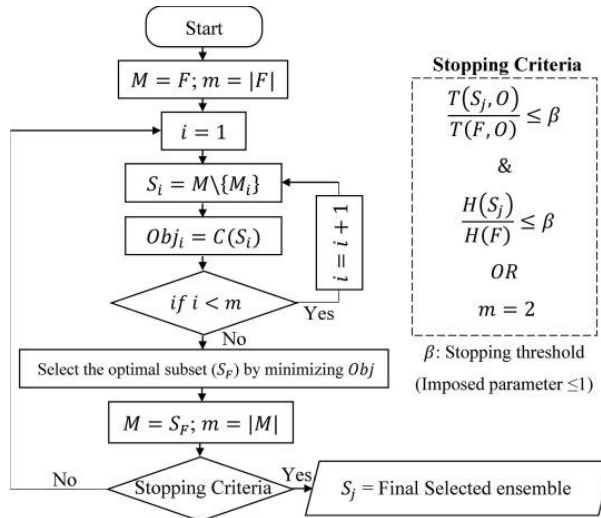 Start
M = F; m = |F|
i = 1
S_i = M\{M_i}
Obj_i = C(S_i)
i = i + 1
if i < m
Yes
No
Select the optimal subset (S_F) by minimizing Obj
M = S_F; m = |M|
No
Stopping Criteria
Yes
S_j = Final Selected ensemble
Stopping Criteria
T(S_j, O)
T(F, O)
≤ β
&
H(S_j)
H(F)
≤ β
OR
m = 2
β: Stopping threshold
(Imposed parameter ≤1)